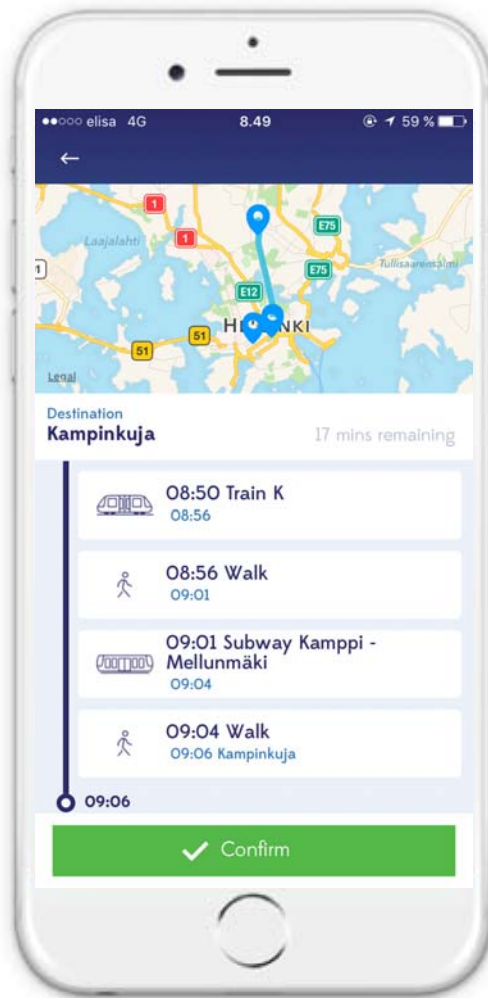 elisa 4G 8.49 59 %
1
Laajalahti
1
E75
1
E75
Tullisaarensalmi
E12
51
51
Legal
Destination
Kampinkuja 17 mins remaining
08:50 Train K
08:56
08:56 Walk
09:01
09:01 Subway Kamppi -
Mellunmäki
09:04
09:04 Walk
09:06 Kampinkuja
09:06
Confirm